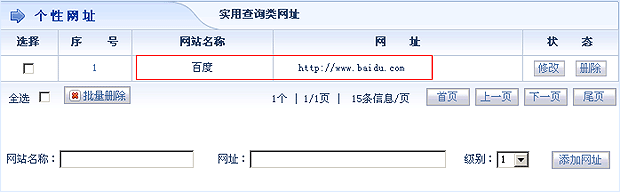 个性网址 实用查询类网址
选择 序 号 网站名称 网 址 状 态
1 百度 http://www.baidu.com 修改 删除
全选 批量删除 1个 | 1/1页 | 15条信息/页 首页 上一页 下一页 尾页
网站名称： 网址： 级别： 1 添加网址